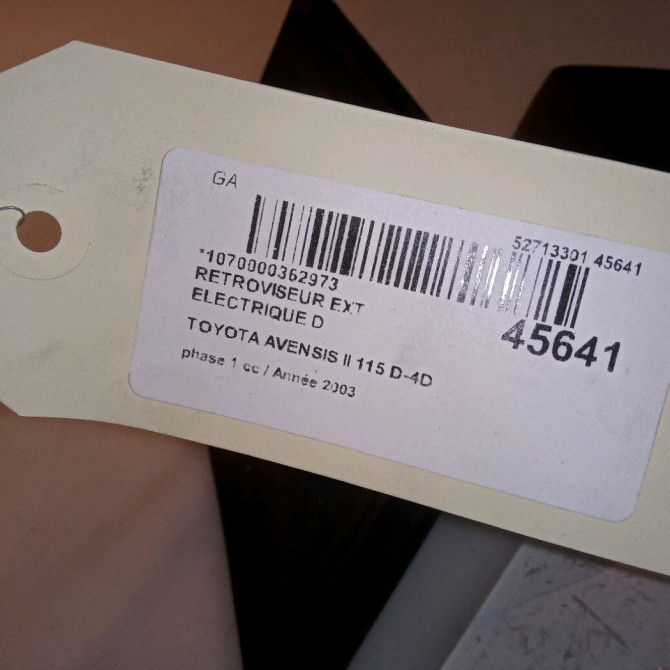 GA
52713301 45641
*1070000362973
RETROVISEUR EXT
ELECTRIQUE D
45641
TOYOTA AVENSIS II 115 D-4D
phase 1 cc / Année 2003